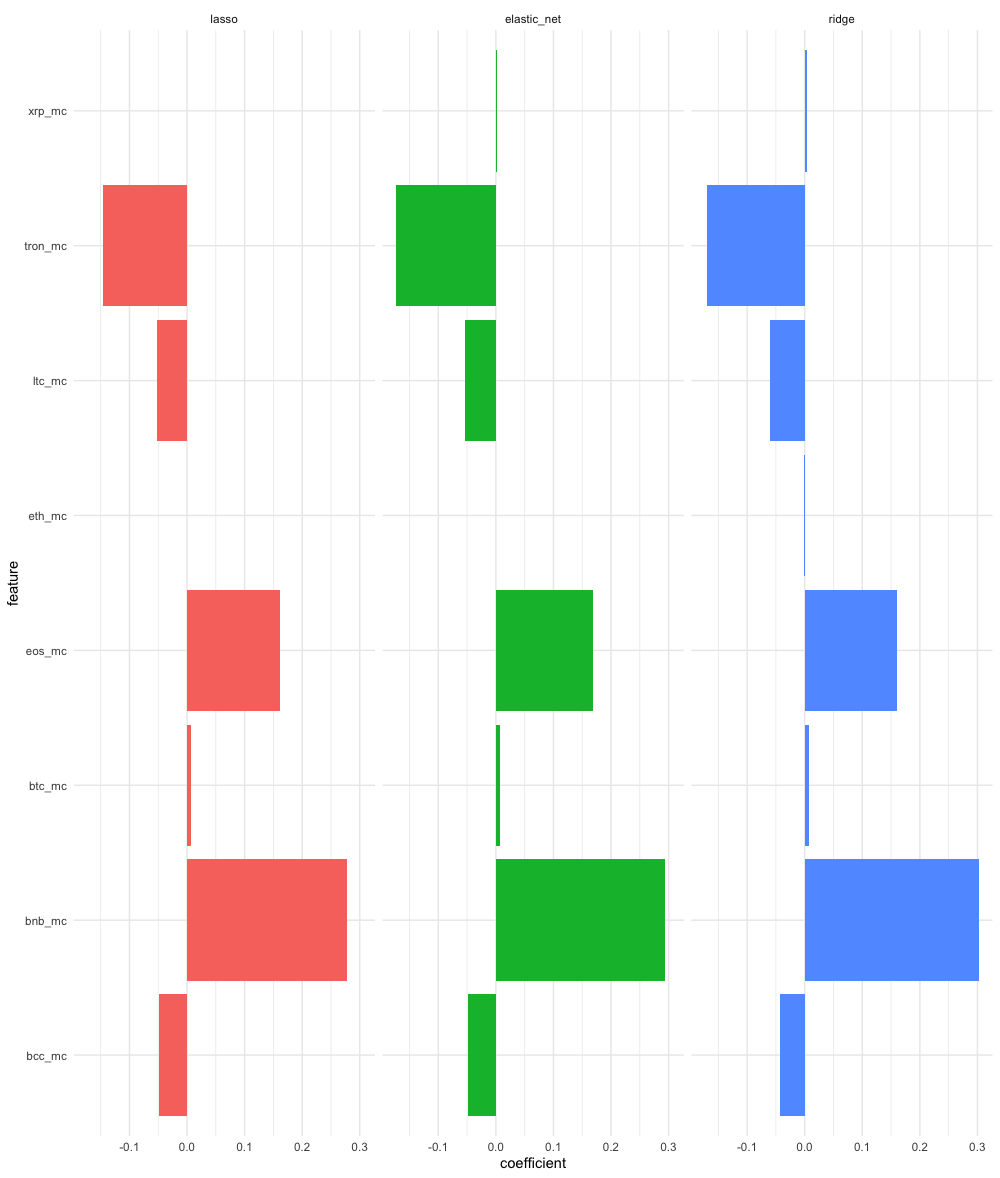 lasso elastic_net ridge
xrp_mc
tron_mc
ltc_mc
eth_mc
feature
eos_mc
btc_mc
bnb_mc
bcc_mc
-0.1 0.0 0.1 0.2 0.3 -0.1 0.0 0.1 0.2 0.3 -0.1 0.0 0.1 0.2 0.3
coefficient